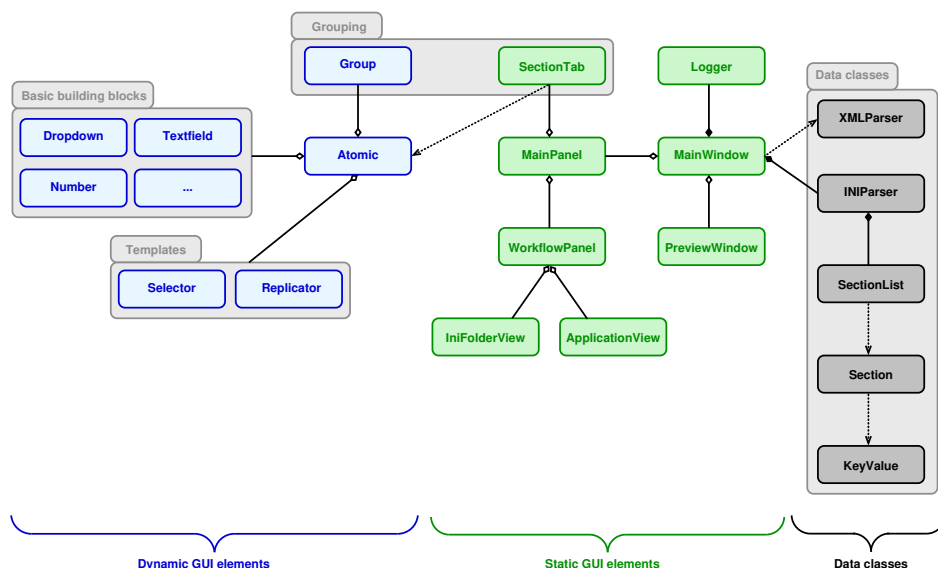 Grouping
Group
SectionTab
Logger
Data classes
Basic building blocks
XMLParser
Dropdown
Textfield
Atomic
MainPanel
MainWindow
Number
...
INIParser
Templates
WorkflowPanel
PreviewWindow
Selector
Replicator
SectionList
IniFolderView
ApplicationView
Section
KeyValue
Dynamic GUI elements
Static GUI elements
Data classes